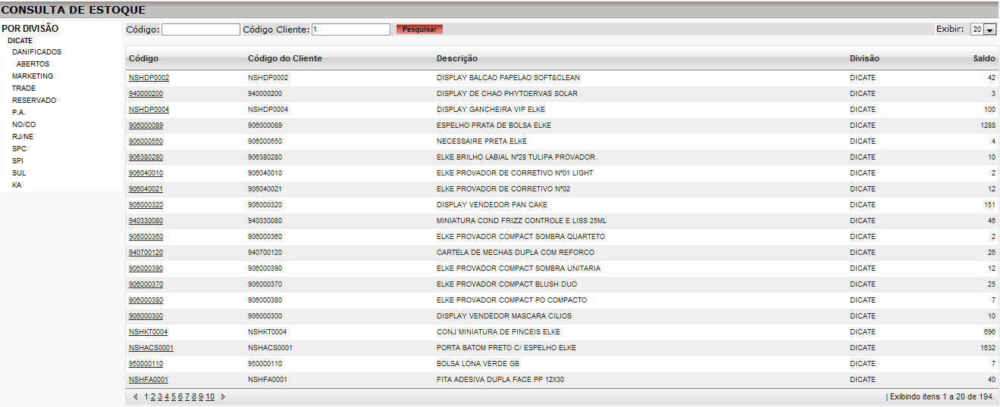 CONSULTA DE ESTOQUE
POR DIVISÃO
DICATE
DANIFICADOS
ABERTOS
MARKETING
TRADE
RESERVADO
P.A.
NO/CO
RJ/NE
SPC
SPI
SUL
KA
Código: Código Cliente: 1 Pesquisar Exibir: 20
Código Código do Cliente Descrição Divisão Saldo
NSHDP0002 NSHDP0002 DISPLAY BALCAO PAPELAO SOFT&CLEAN DICATE 42
940000200 940000200 DISPLAY DE CHAO PHYTOERVAS SOLAR DICATE 3
NSHDP0004 NSHDP0004 DISPLAY GANCHEIRA VIP ELKE DICATE 100
906000089 906000089 ESPELHO PRATA DE BOLSA ELKE DICATE 1288
906000550 906000550 NECESSAIRE PRETA ELKE DICATE 4
906380280 906380280 ELKE BRILHO LABIAL Nº28 TULIPA PROVADOR DICATE 10
906040010 906040010 ELKE PROVADOR DE CORRETIVO Nº01 LIGHT DICATE 2
906040021 906040021 ELKE PROVADOR DE CORRETIVO Nº02 DICATE 12
906000320 906000320 DISPLAY VENDEDOR PAN CAKE DICATE 151
940330080 940330080 MINIATURA COND FRIZZ CONTROLE E LISS 25ML DICATE 46
906000360 906000360 ELKE PROVADOR COMPACT SOMBRA QUARTETO DICATE 2
940700120 940700120 CARTELA DE MECHAS DUPLA COM REFORCO DICATE 26
906000390 906000390 ELKE PROVADOR COMPACT SOMBRA UNITARIA DICATE 12
906000370 906000370 ELKE PROVADOR COMPACT BLUSH DUO DICATE 25
906000380 906000380 ELKE PROVADOR COMPACT PO COMPACTO DICATE 7
906000300 906000300 DISPLAY VENDEDOR MASCARA CILIOS DICATE 10
NSHKT0004 NSHKT0004 CONJ MINIATURA DE PINCEIS ELKE DICATE 696
NSHACS0001 NSHACS0001 PORTA BATOM PRETO C/ ESPELHO ELKE DICATE 1632
950000110 950000110 BOLSA LONA VERDE GB DICATE 7
NSHFA0001 NSHFA0001 FITA ADESIVA DUPLA FACE PP 12X30 DICATE 40
1 2 3 4 5 6 7 8 9 10 | Exibindo itens 1 a 20 de 194.